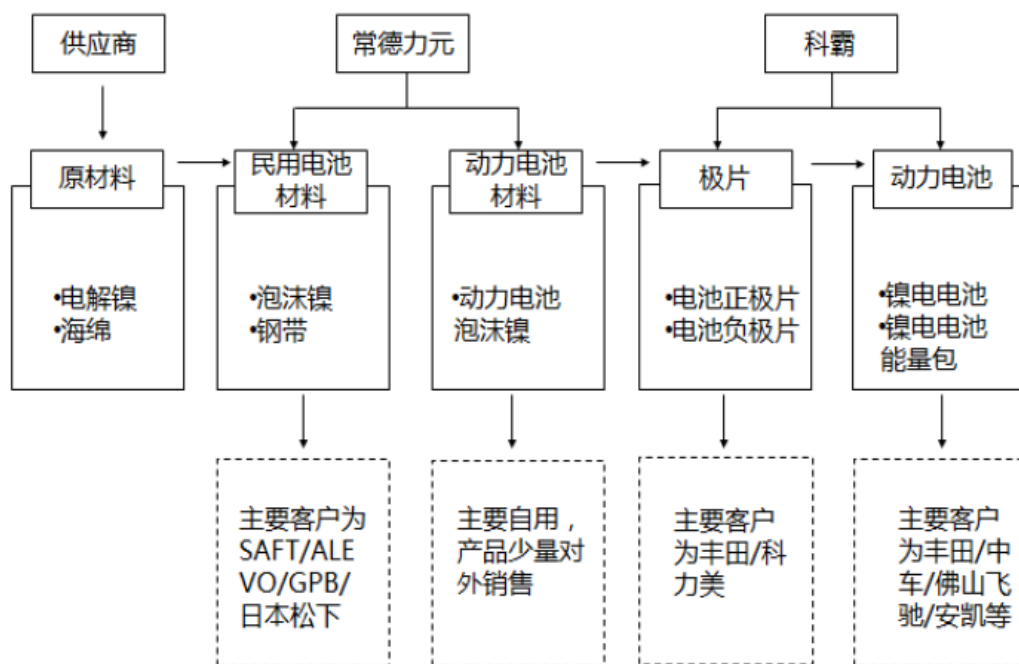 供应商
常德力元
科霸
原材料
民用电池
材料
动力电池
材料
极片
动力电池
•电解镍
•海绵
•泡沫镍
•钢带
•动力电池
泡沫镍
•电池正极片
•电池负极片
•镍电电池
•镍电电池
能量包
主要客户为
SAFT/ALE
VO/GPB/
日本松下
主要自用，
产品少量对
外销售
主要客户
为丰田/科
力美
主要客户
为丰田/中
车/佛山飞
驰/安凯等